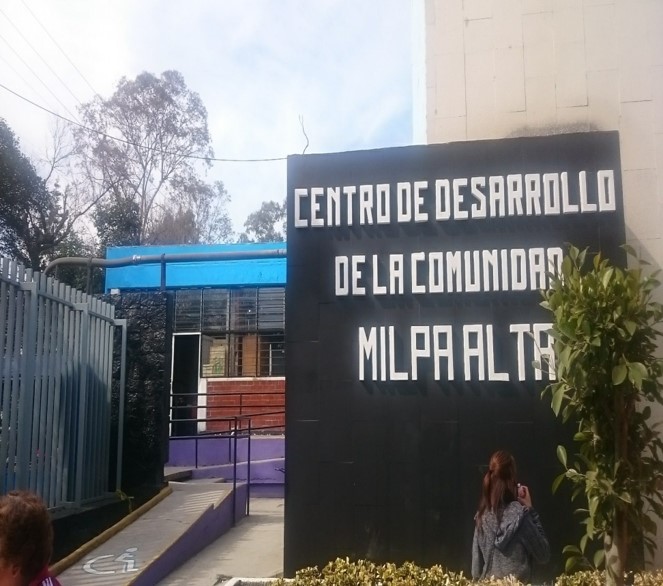 CENTRO DE DESARROLLO
DE LA COMUNIDAD
MILPA ALTA